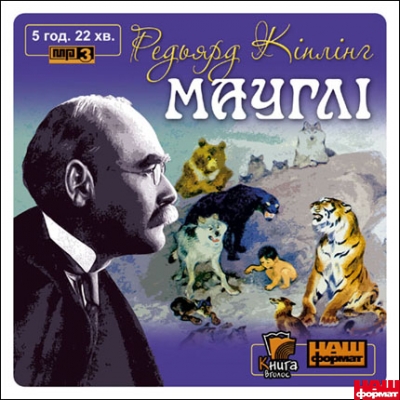 5 год. 22 хв.
mp3
Редьярд Кіплінг
МАУГЛІ
Книга
Вголос
НАШ
формат
НАШ
формат